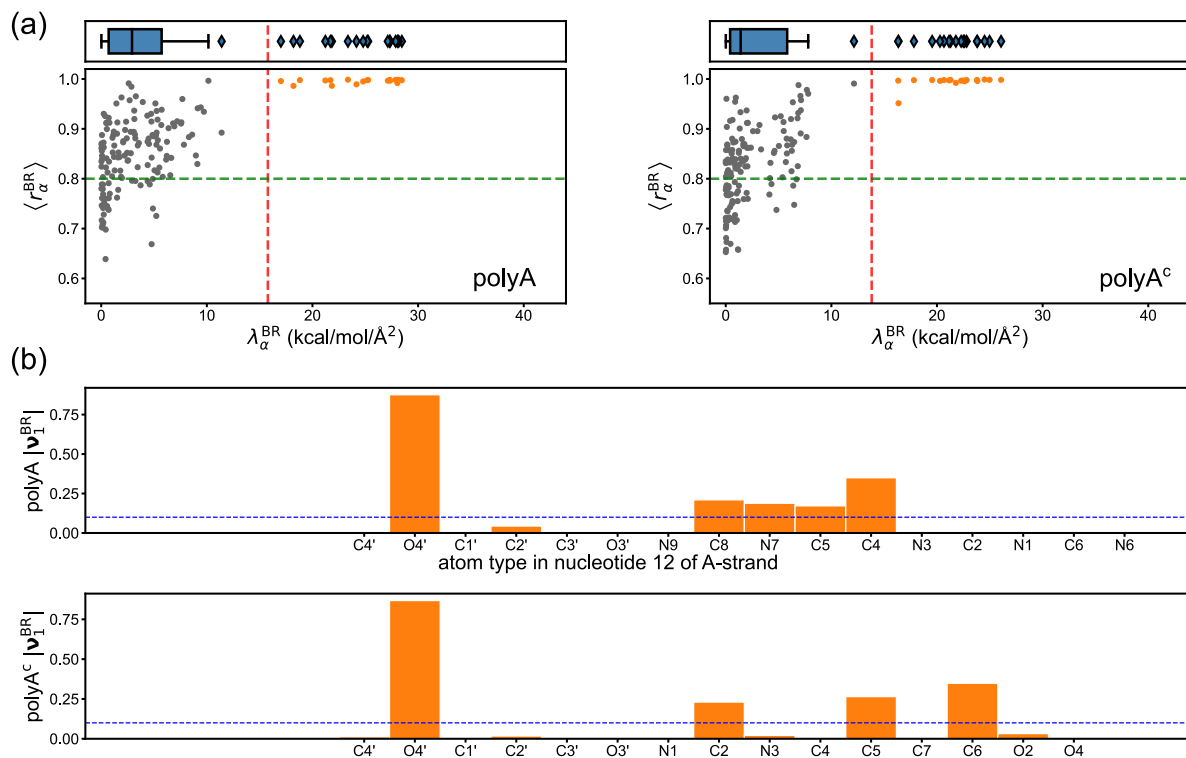 (a)
1.0
0.9
0.8
0.7
0.6
⟨r_α^BR⟩
polyA
0 10 20 30 40
λ_α^BR (kcal/mol/Å²)
1.0
0.9
0.8
0.7
0.6
⟨r_α^BR⟩
polyAᶜ
0 10 20 30 40
λ_α^BR (kcal/mol/Å²)
(b)
polyA |ν_1^BR|
0.75
0.50
0.25
0.00
C4' O4' C1' C2' C3' O3' N9 C8 N7 C5 C4 N3 C2 N1 C6 N6
atom type in nucleotide 12 of A-strand
polyAᶜ |ν_1^BR|
0.75
0.50
0.25
0.00
C4' O4' C1' C2' C3' O3' N1 C2 N3 C4 C5 C7 C6 O2 O4